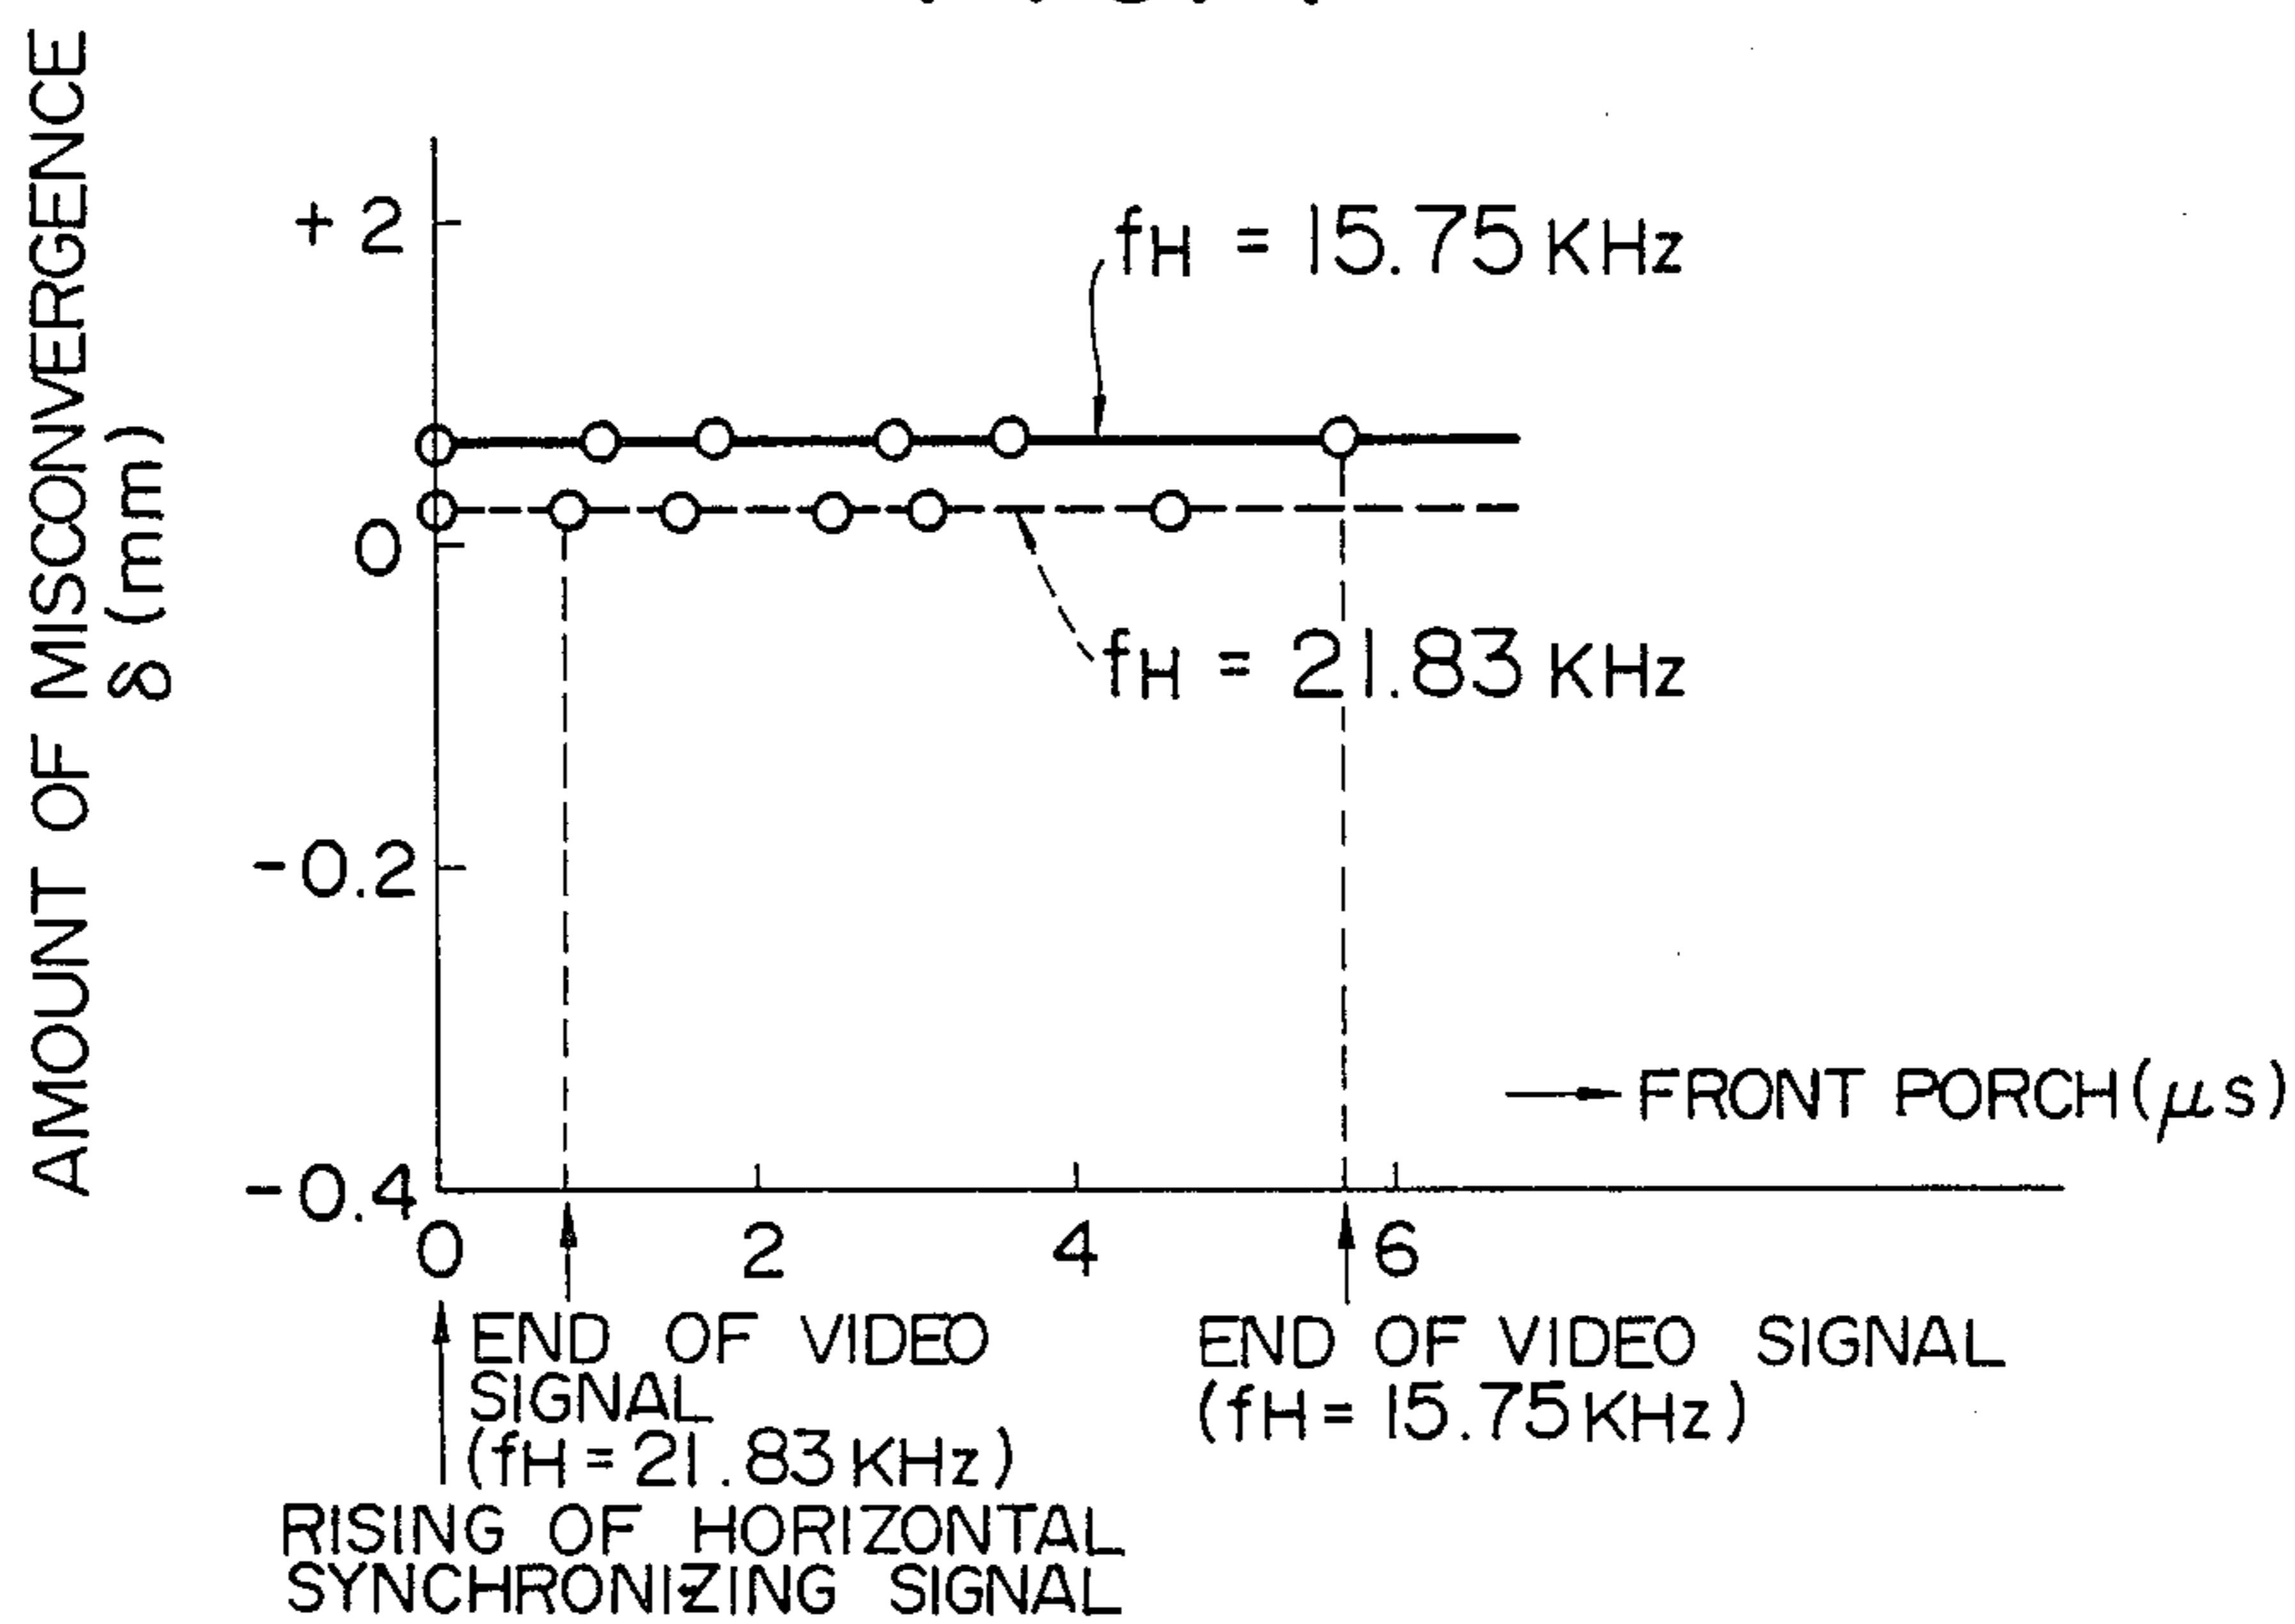 AMOUNT OF MISCONVERGENCE
δ (mm)
+ 2
0
-0.2
-0.4
fH = 15.75 KHz
fH = 21.83 KHz
FRONT PORCH (μs)
0 2 4 6
END OF VIDEO
SIGNAL
(fH = 21.83 KHz)
END OF VIDEO SIGNAL
(fH = 15.75 KHz)
RISING OF HORIZONTAL
SYNCHRONIZING SIGNAL